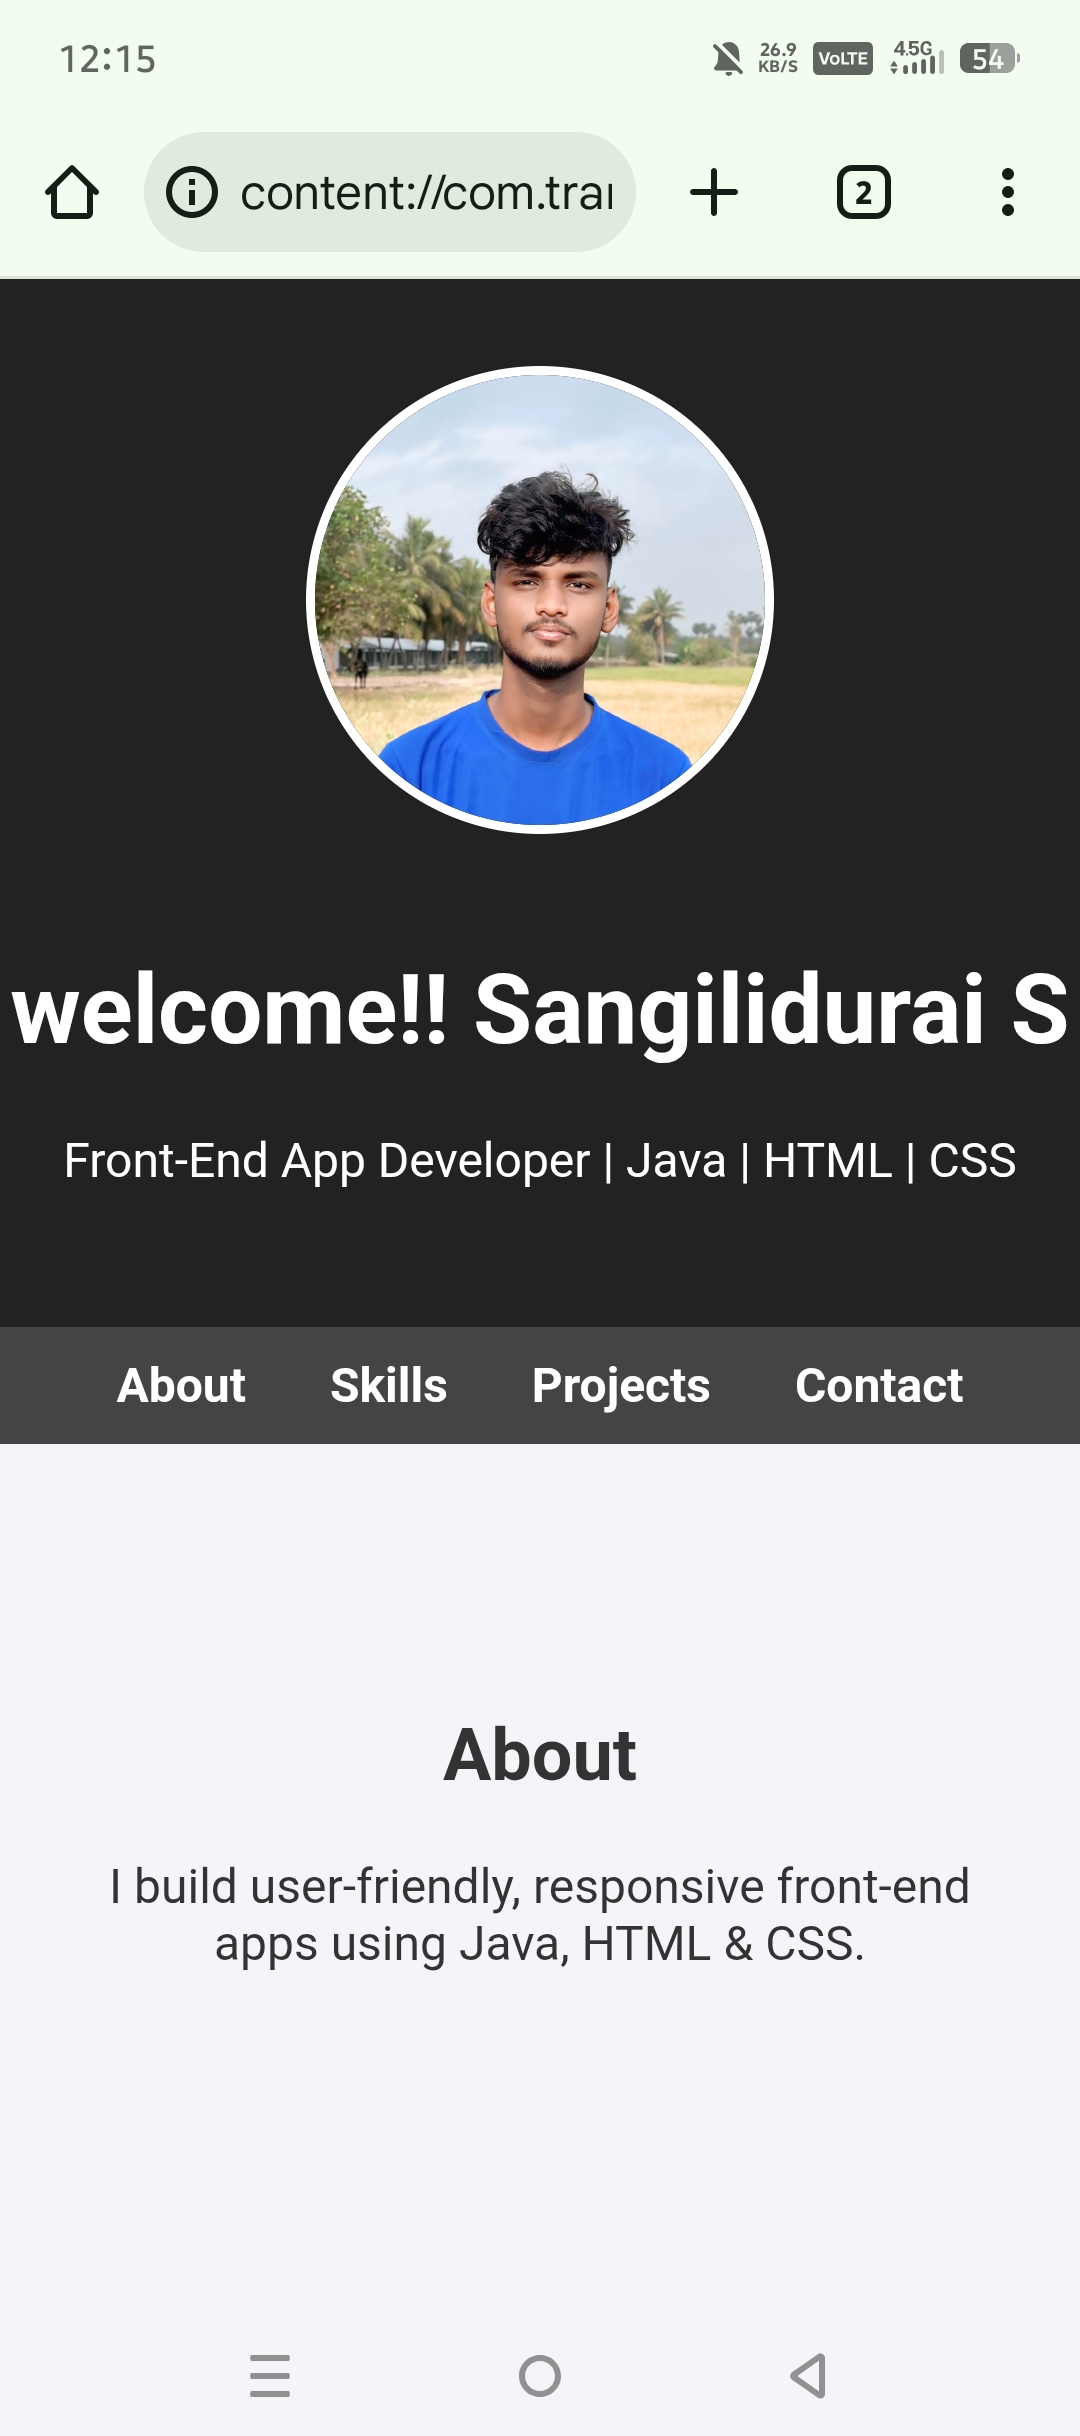 12:15
26.9
KB/S
VoLTE
4.5G
54
content://com.tra
2
welcome!! Sangilidurai S
Front-End App Developer | Java | HTML | CSS
About Skills Projects Contact
About
I build user-friendly, responsive front-end
apps using Java, HTML & CSS.